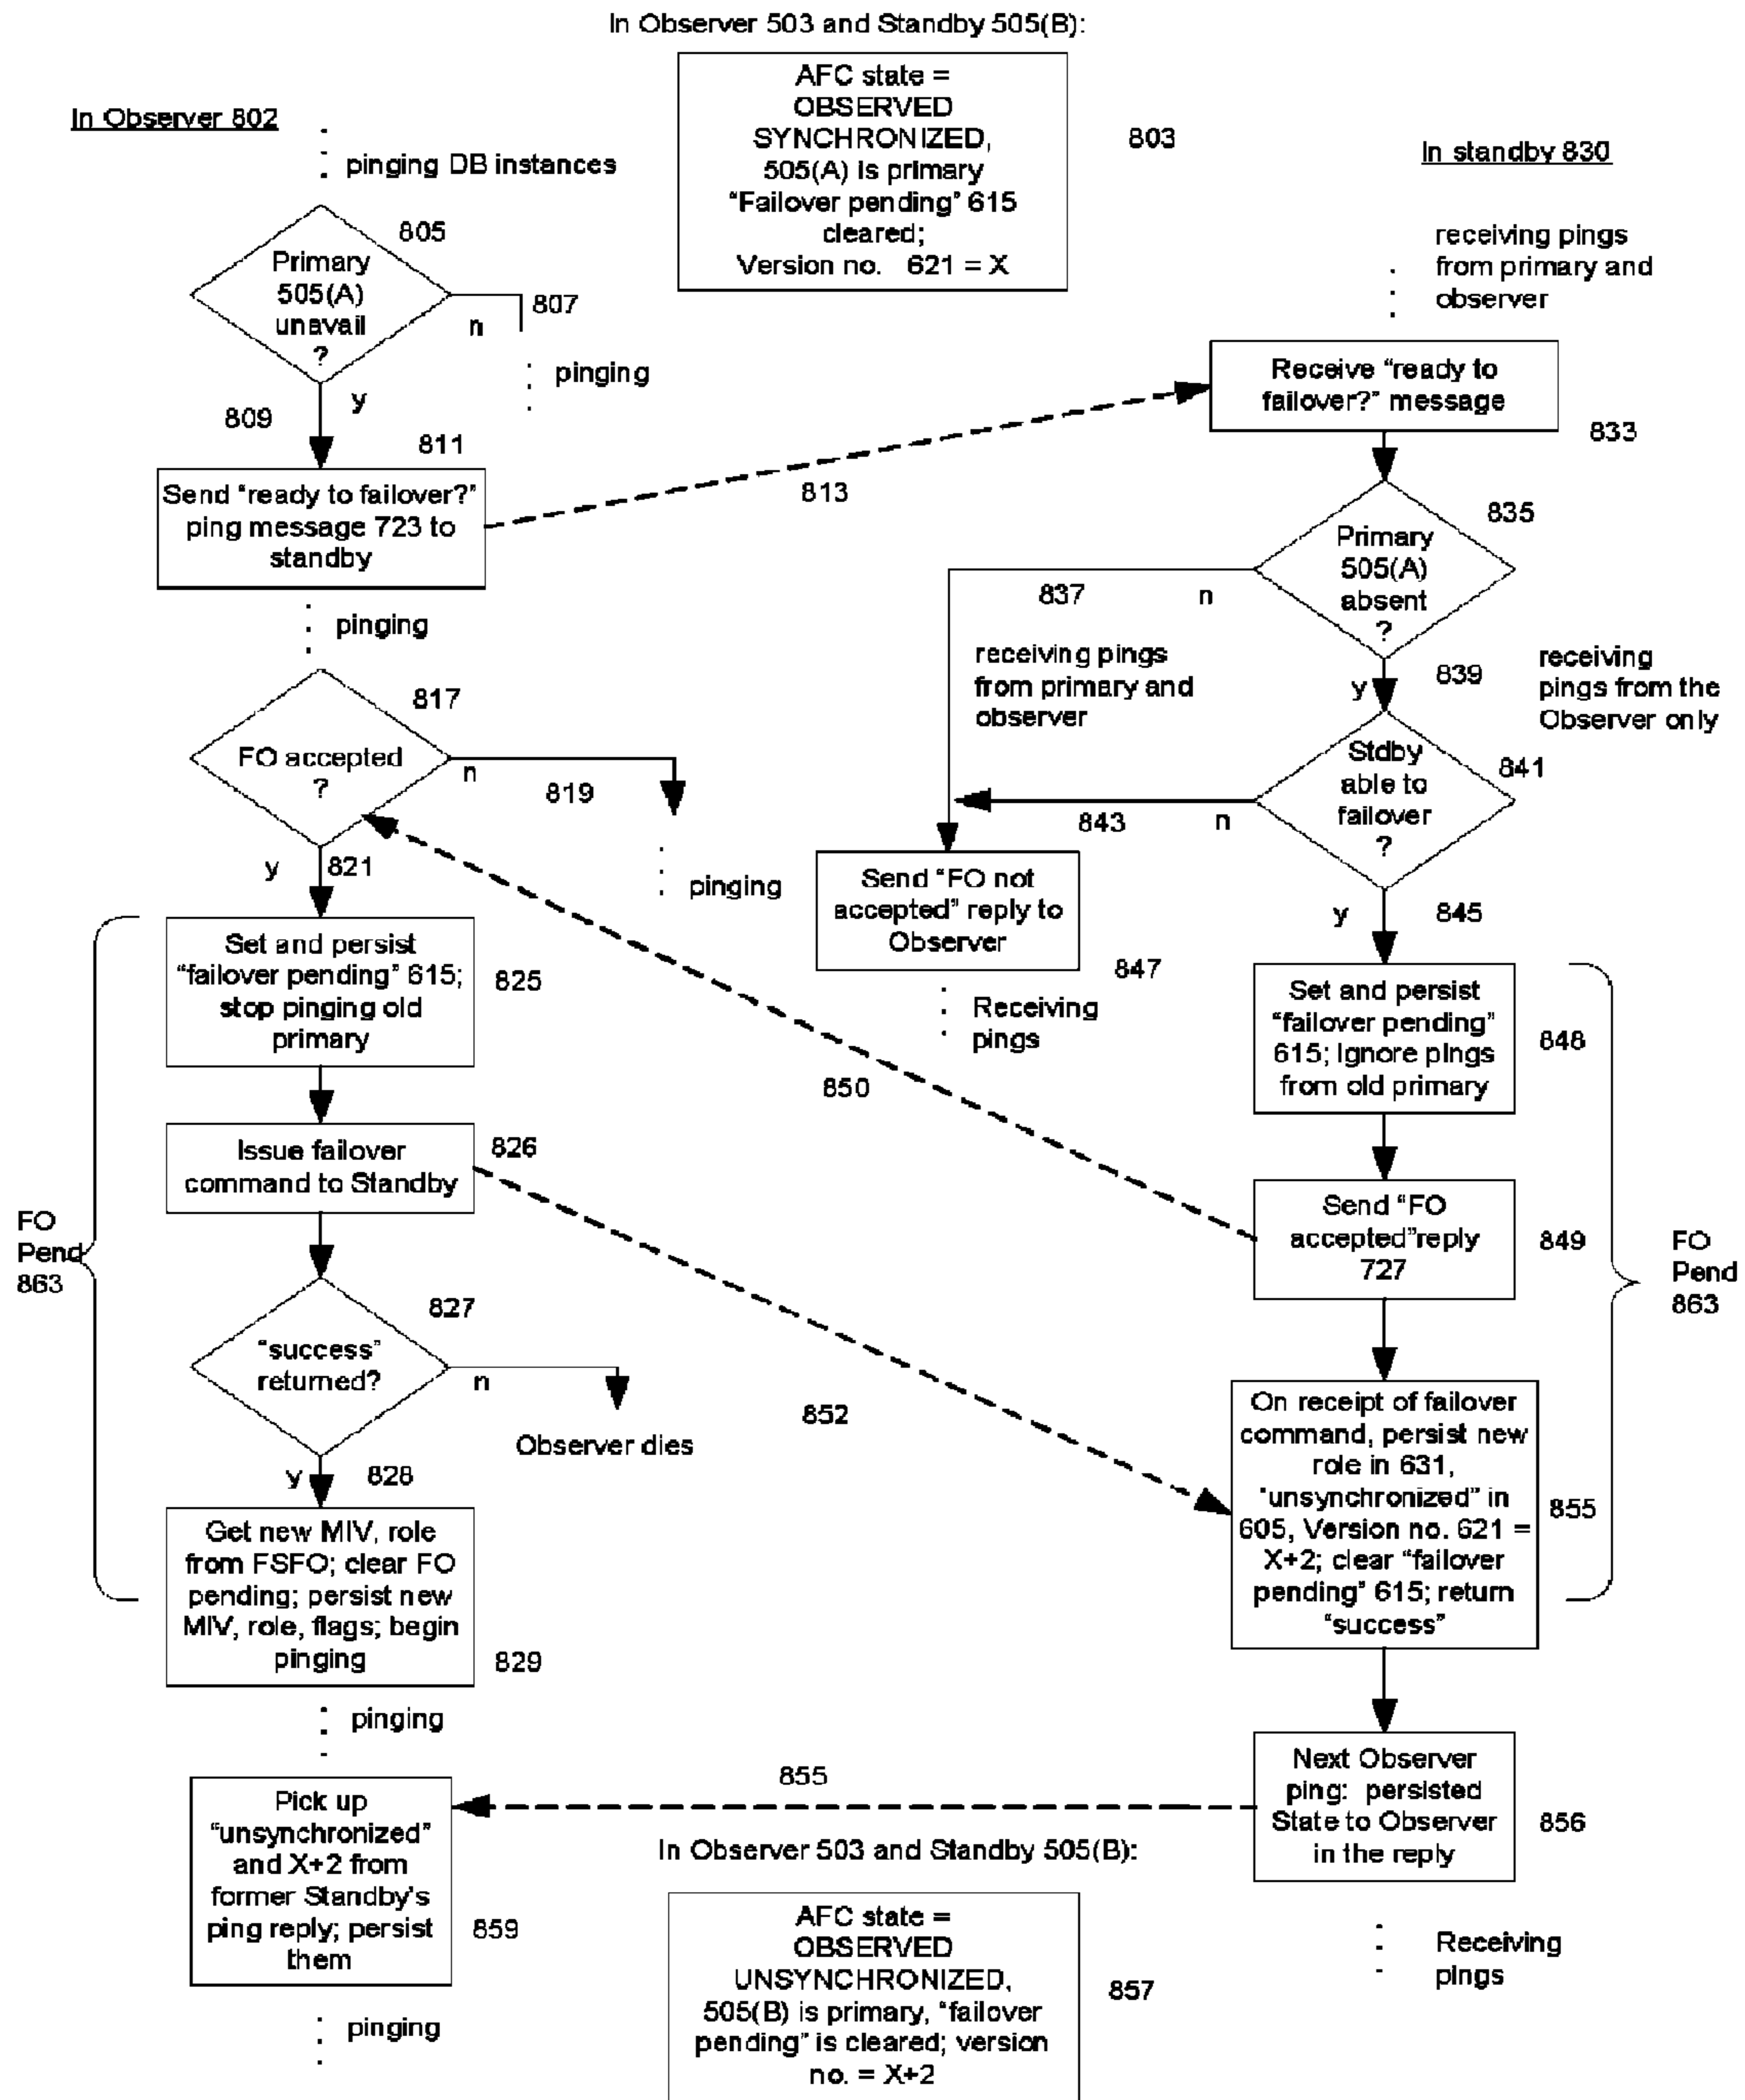 In Observer 503 and Standby 505(B):
AFC state =
OBSERVED
SYNCHRONIZED,
505(A) is primary
“Failover pending” 615
cleared;
Version no. 621 = X
803
In Observer 802
pinging DB instances
805
Primary
505(A)
unavail
?
n
807
pinging
y
809
811
Send “ready to failover?”
ping message 723 to
standby
813
pinging
817
FO accepted
?
n
819
pinging
y
821
Set and persist
“failover pending” 615;
stop pinging old
primary
825
Issue failover
command to Standby
826
FO
Pend
863
827
“success”
returned?
n
Observer dies
y
828
Get new MIV, role
from FSFO; clear FO
pending; persist new
MIV, role, flags; begin
pinging
829
pinging
Pick up
“unsynchronized”
and X+2 from
former Standby’s
ping reply; persist
them
859
pinging
In standby 830
receiving pings
from primary and
observer
Receive “ready to
failover?” message
833
835
Primary
505(A)
absent
?
837
n
receiving pings
from primary and
observer
y
839
receiving
pings from the
Observer only
Stdby
able to
failover
?
841
843
n
Send “FO not
accepted” reply to
Observer
847
Receiving
pings
y
845
Set and persist
“failover pending”
615; Ignore pings
from old primary
848
850
Send “FO
accepted”reply
727
849
FO
Pend
863
852
On receipt of failover
command, persist new
role in 631,
“unsynchronized” in
605, Version no. 621 =
X+2; clear “failover
pending” 615; return
“success”
855
Next Observer
ping: persisted
State to Observer
in the reply
856
855
Receiving
pings
In Observer 503 and Standby 505(B):
AFC state =
OBSERVED
UNSYNCHRONIZED,
505(B) is primary, “failover
pending” is cleared; version
no. = X+2
857